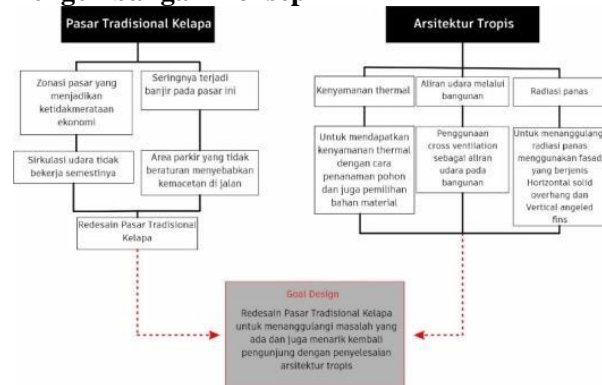 Pasar Tradisional Kelapa
Arsitektur Tropis
Zonasi pasar yang
menjadikan
ketidakmerataan
ekonomi
Seringnya terjadi
banjir pada pasar ini
Sirkulasi udara tidak
bekerja semestinya
Area parkir yang tidak
beraturan menyebabkan
kemacetan di jalan
Redesain Pasar Tradisional
Kelapa
Kenyamanan thermal
Aliran udara melalui
bangunan
Radiasi panas
Untuk mendapatkan
kenyamanan thermal
dengan cara
penanaman pohon dan
juga pemilihan
bahan material
Penggunaan
cross ventilation
sebagai aliran
udara pada
bangunan
Untuk menanggulangi
radiasi panas
menggunakan fasad
yang berjenis
Horizontal solid
overhang dan
Vertical angeled
fins
Goal Design
Redesain Pasar Tradisional Kelapa
untuk menanggulangi masalah yang
ada dan juga menarik kembali
pengunjung dengan penyelesaian
arsitektur tropis